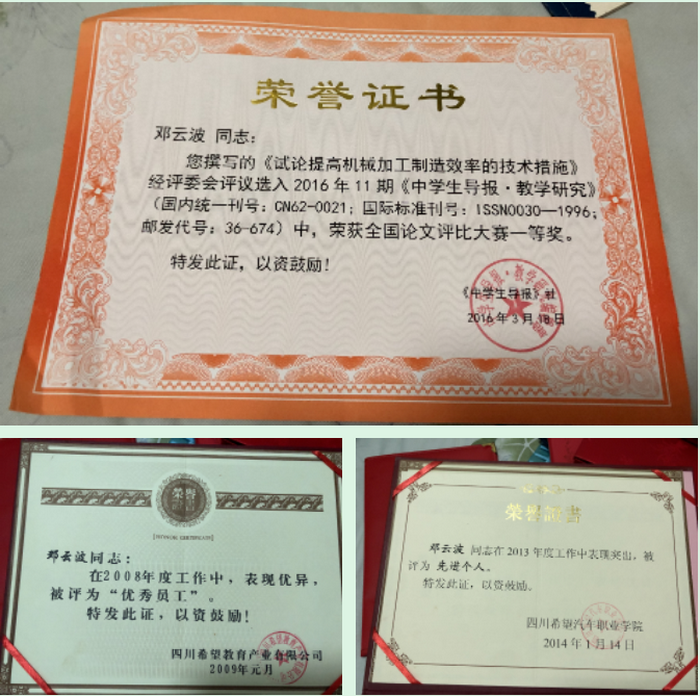 荣誉证书
邓云波 同志：
您撰写的《试论提高机械加工制造效率的技术措施》
经评委会评议选入 2016 年 11 期《中学生导报·教学研究》
（国内统一刊号：CN62-0021；国际标准刊号：ISSN0030—1996；
邮发代号：36-674）中，荣获全国论文评比大赛一等奖。
特发此证，以资鼓励！
《中学生导报》社
2016 年 3 月 18 日
荣誉
证书
邓云波同志：
在2008年度工作中，表现优异，
被评为“优秀员工”。
特发此证，以资鼓励！
四川希望教育产业有限公司
2009年元月
荣誉證書
邓云波 同志在 2013 年度工作中表现突出，被
评为 先进个人。
特发此证，以资鼓励。
四川希望汽车职业学院
2014 年 1 月 14 日